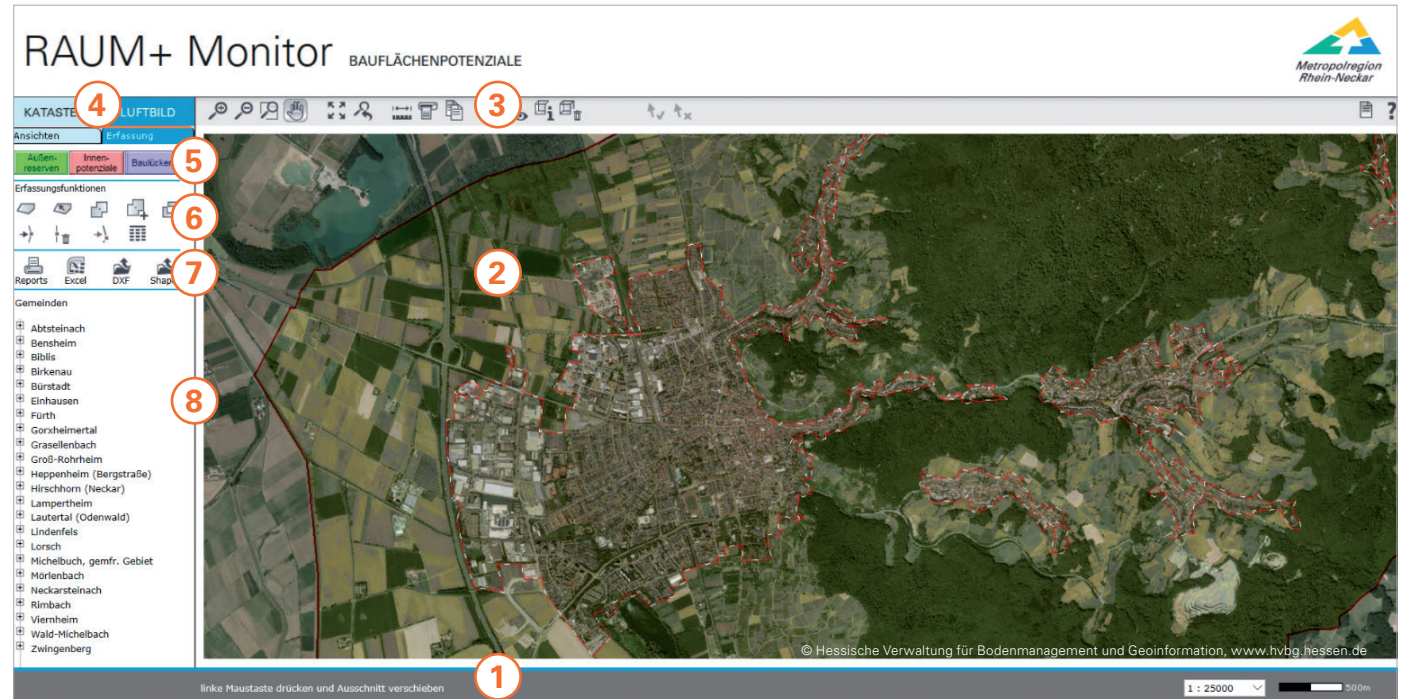 RAUM+ Monitor BAUFLÄCHENPOTENZIALE
Metropolregion
Rhein-Neckar
4
LUFTBILD
3
?
Ansichten
Erfassung
Außen-
reserven
Innen-
potenziale
5
Erfassungsfunktionen
6
7
Reports
Excel
DXF
2
Gemeinden
Abtsteinach
Bensheim
Biblis
Birkenau
Bürstadt
Einhausen
8
Fürth
Gorxheimertal
Grasellenbach
Groß-Rohrheim
Heppenheim (Bergstraße)
Hirschhorn (Neckar)
Lampertheim
Lautertal (Odenwald)
Lindenfels
Lorsch
Michelbuch, gemfr. Gebiet
Mörlenbach
Neckarsteinach
Rimbach
Viernheim
Wald-Michelbach
Zwingenberg
© Hessische Verwaltung für Bodenmanagement und Geoinformation, www.hvbg.hessen.de
linke Maustaste drücken und Ausschnitt verschieben
1
1 : 25000
500m